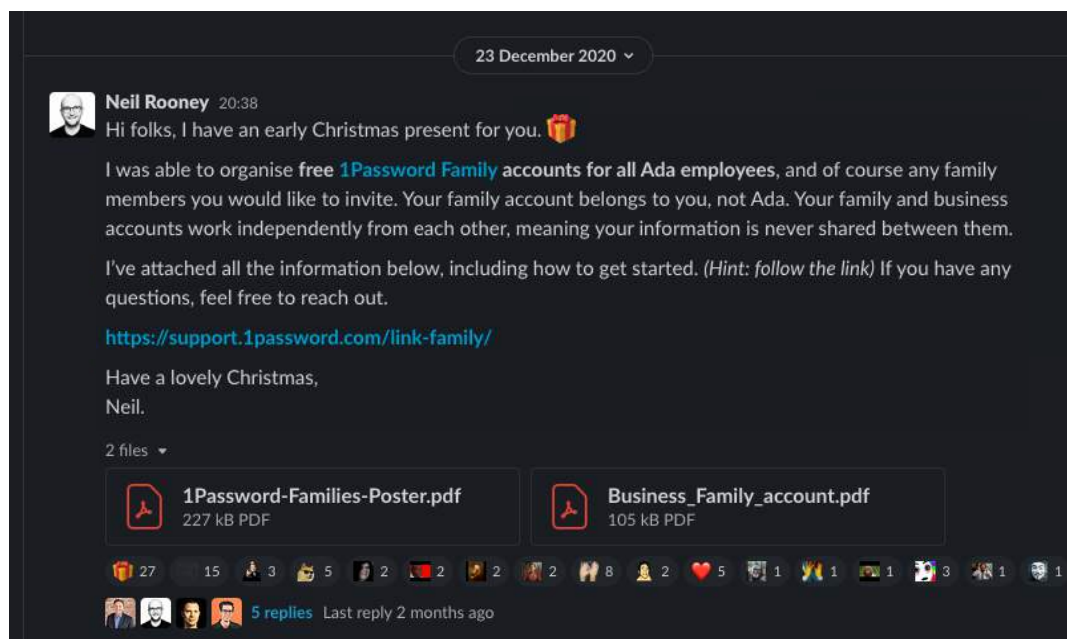 23 December 2020
Neil Rooney 20:38
Hi folks, I have an early Christmas present for you.
I was able to organise free 1Password Family accounts for all Ada employees, and of course any family
members you would like to invite. Your family account belongs to you, not Ada. Your family and business
accounts work independently from each other, meaning your information is never shared between them.
I've attached all the information below, including how to get started. (Hint: follow the link) If you have any
questions, feel free to reach out.
https://support.1password.com/link-family/
Have a lovely Christmas,
Neil.
2 files
1Password-Families-Poster.pdf
227 kB PDF
Business_Family_account.pdf
105 kB PDF
27 15 3 5 2 2 2 2 8 2 5 1 1 1 3 1 1
5 replies Last reply 2 months ago